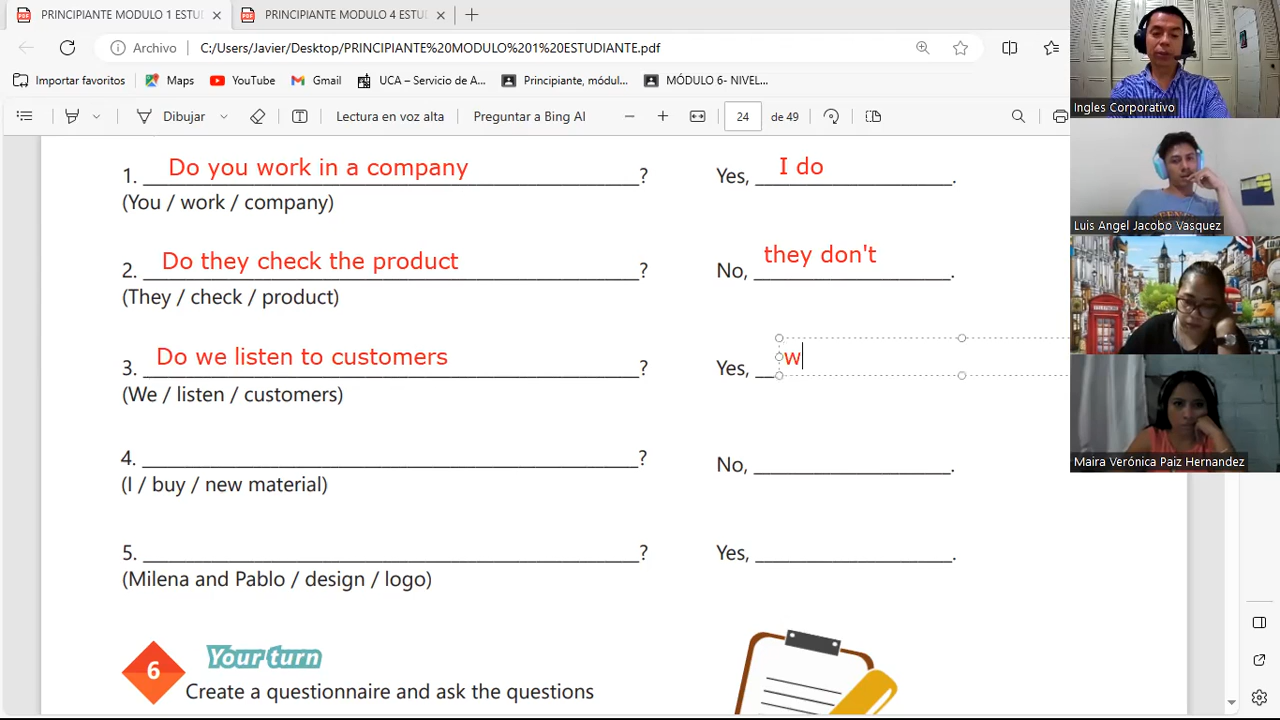 PRINCIPIANTE MODULO 1 ESTUD
PRINCIPIANTE MODULO 4 ESTUD
Archivo
C:/Users/Javier/Desktop/PRINCIPIANTE%20MODULO%201%20ESTUDIANTE.pdf
Importar favoritos
Maps
YouTube
Gmail
UCA – Servicio de A...
Principiante, módul...
MÓDULO 6- NIVEL...
Dibujar
Lectura en voz alta
Preguntar a Bing AI
24
de 49
1. Do you work in a company? Yes, I do.
(You / work / company)
2. Do they check the product? No, they don't.
(They / check / product)
3. Do we listen to customers? Yes, w
(We / listen / customers)
4. ? No, .
(I / buy / new material)
5. ? Yes, .
(Milena and Pablo / design / logo)
6
Your turn
Create a questionnaire and ask the questions
Ingles Corporativo
Luis Angel Jacobo Vasquez
Maira Verónica Paiz Hernandez